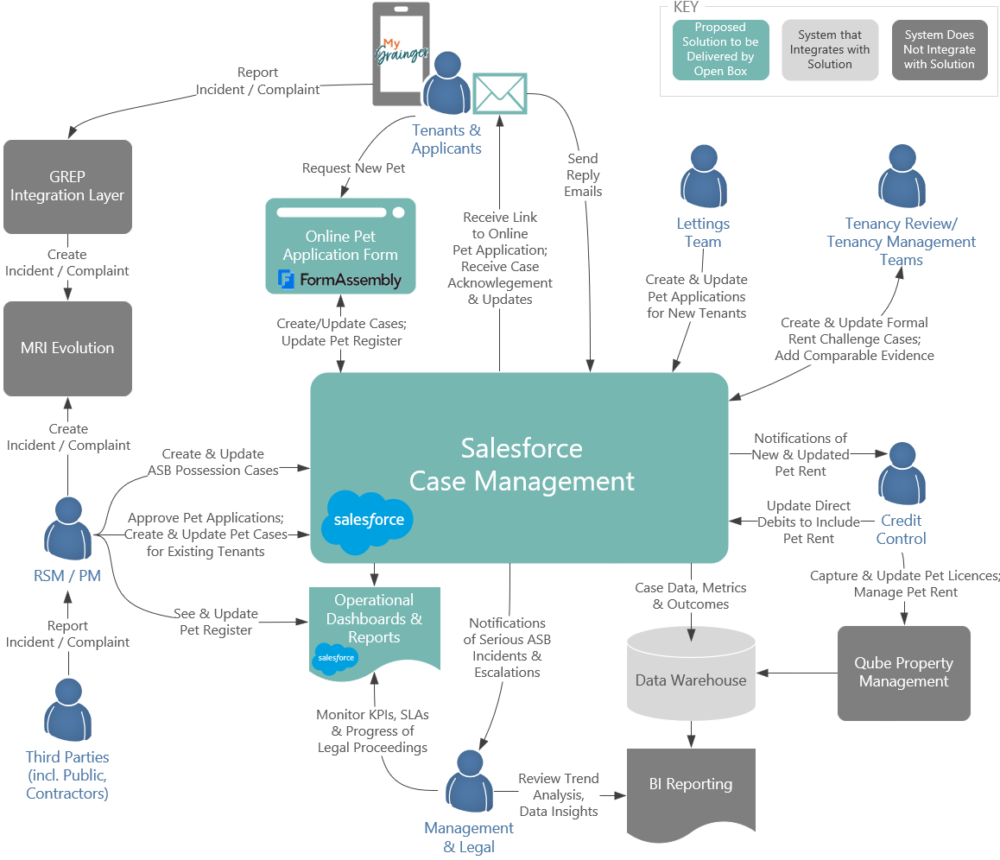 KEY
Proposed
Solution to be
Delivered by
Open Box
System that
Integrates with
Solution
System Does
Not Integrate
with Solution
My
Grainger
Report
Incident / Complaint
Tenants &
Applicants
GREP
Integration Layer
Request New Pet
Send
Reply
Emails
Lettings
Team
Tenancy Review/
Tenancy Management
Teams
Online Pet
Application Form
FormAssembly
Receive Link
to Online
Pet Application;
Receive Case
Acknowlegement
& Updates
Create
Incident / Complaint
Create & Update
Pet Applications
for New Tenants
MRI Evolution
Create/Update Cases;
Update Pet Register
Create & Update Formal
Rent Challenge Cases;
Add Comparable Evidence
Create
Incident / Complaint
Create & Update
ASB Possession Cases
Salesforce
Case Management
salesforce
Notifications of
New & Updated
Pet Rent
Update Direct
Debits to Include
Pet Rent
Credit
Control
Approve Pet Applications;
Create & Update Pet Cases
for Existing Tenants
RSM / PM
See & Update
Pet Register
Operational
Dashboards &
Reports
salesforce
Case Data, Metrics
& Outcomes
Capture & Update Pet Licences;
Manage Pet Rent
Report
Incident / Complaint
Notifications
of Serious ASB
Incidents &
Escalations
Data Warehouse
Qube Property
Management
Monitor KPIs, SLAs
& Progress of
Legal Proceedings
Third Parties
(incl. Public,
Contractors)
Review Trend
Analysis,
Data Insights
BI Reporting
Management
& Legal